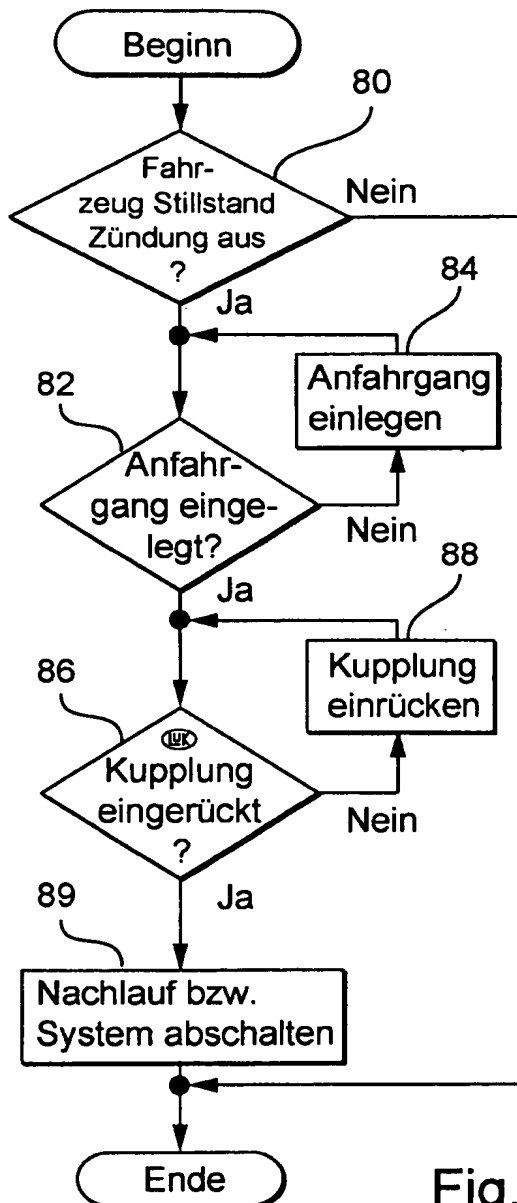 Beginn
80
Fahr-
zeug Stillstand
Zündung aus
?
Nein
Ja
84
Anfahrgang
einlegen
82
Anfahr-
gang einge-
legt?
Nein
Ja
88
Kupplung
einrücken
86
LuK
Kupplung
eingerückt
?
Nein
Ja
89
Nachlauf bzw.
System abschalten
Ende
Fig.